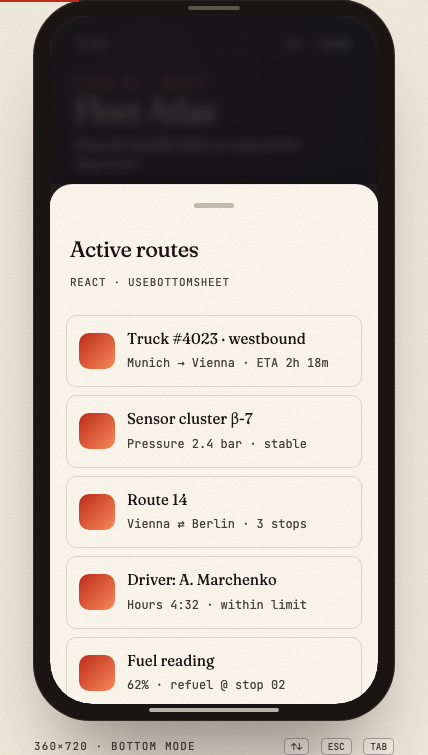 Fleet Atlas
Active routes
REACT · USEBOTTOMSHEET
Truck #4023 · westbound
Munich → Vienna · ETA 2h 18m
Sensor cluster β-7
Pressure 2.4 bar · stable
Route 14
Vienna ⇄ Berlin · 3 stops
Driver: A. Marchenko
Hours 4:32 · within limit
Fuel reading
62% · refuel @ stop 02
360×720 · BOTTOM MODE
↑↓ ESC TAB